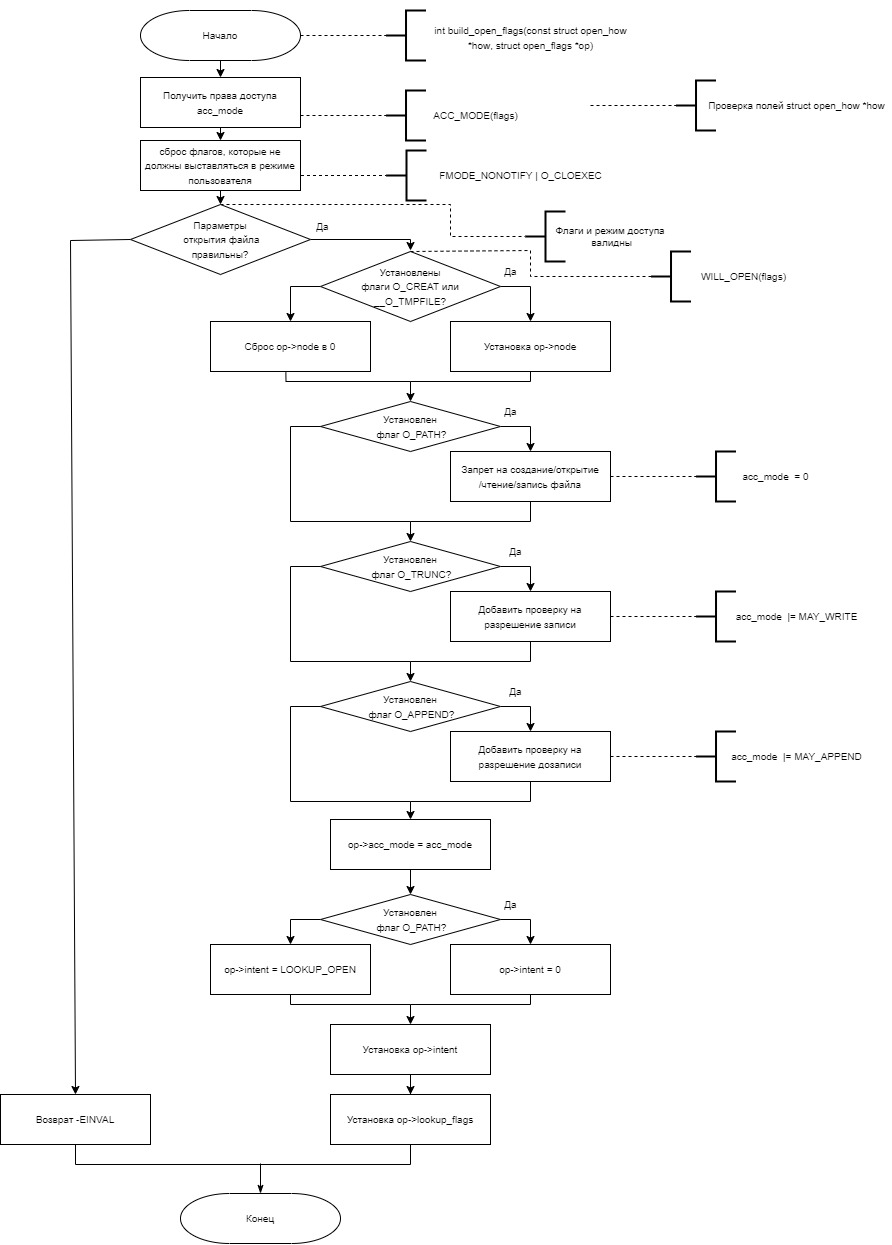 Начало
int build_open_flags(const struct open_how
*how, struct open_flags *op)
Получить права доступа
acc_mode
ACC_MODE(flags)
Проверка полей struct open_how *how
сброс флагов, которые не
должны выставляться в режиме
пользователя
FMODE_NONOTIFY | O_CLOEXEC
Параметры
открытия файла
правильны?
Да
Флаги и режим доступа
валидны
Установлены
флаги O_CREAT или
__O_TMPFILE?
Да
WILL_OPEN(flags)
Сброс op->node в 0
Установка op->node
Установлен
флаг O_PATH?
Да
Запрет на создание/открытие
/чтение/запись файла
acc_mode = 0
Установлен
флаг O_TRUNC?
Да
Добавить проверку на
разрешение записи
acc_mode |= MAY_WRITE
Установлен
флаг O_APPEND?
Да
Добавить проверку на
разрешение дозаписи
acc_mode |= MAY_APPEND
op->acc_mode = acc_mode
Установлен
флаг O_PATH?
Да
op->intent = LOOKUP_OPEN
op->intent = 0
Установка op->intent
Возврат -EINVAL
Установка op->lookup_flags
Конец